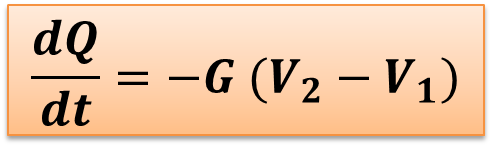 dQ/dt = −G (V₂ − V₁)